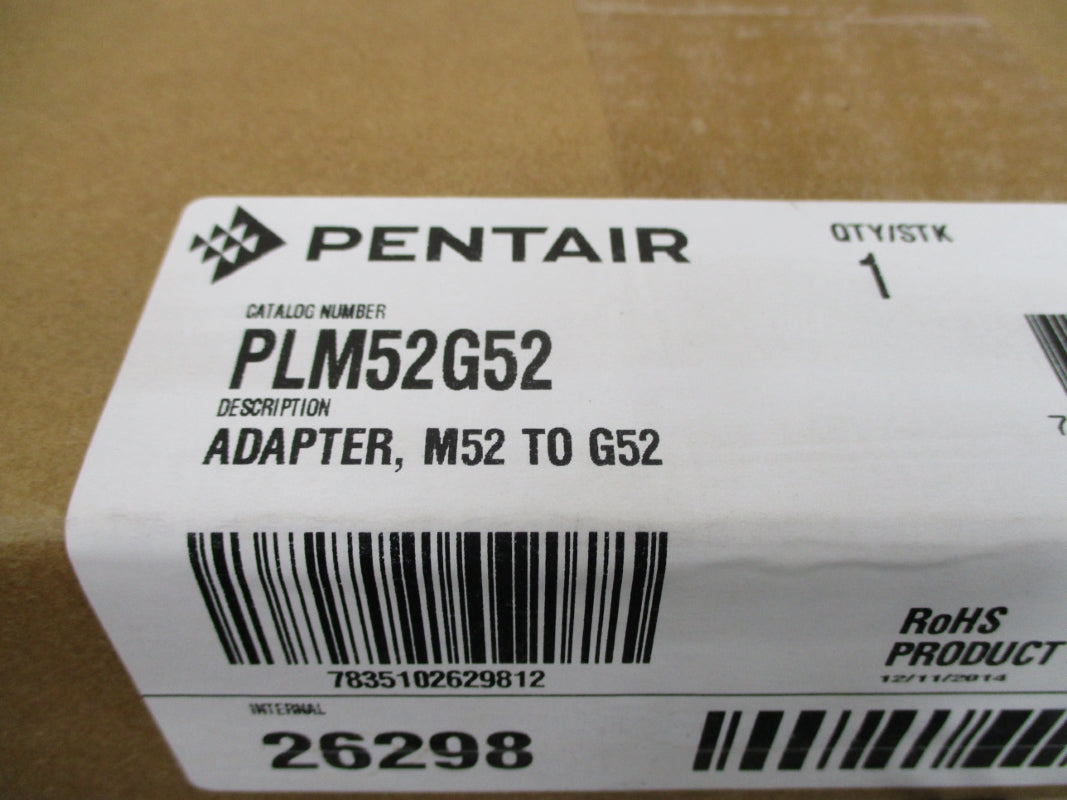 PENTAIR
QTY/STK
1
CATALOG NUMBER
PLM52G52
DESCRIPTION
ADAPTER, M52 TO G52
7
7835102629812
RoHS
PRODUCT
12/11/2014
INTERNAL
26298